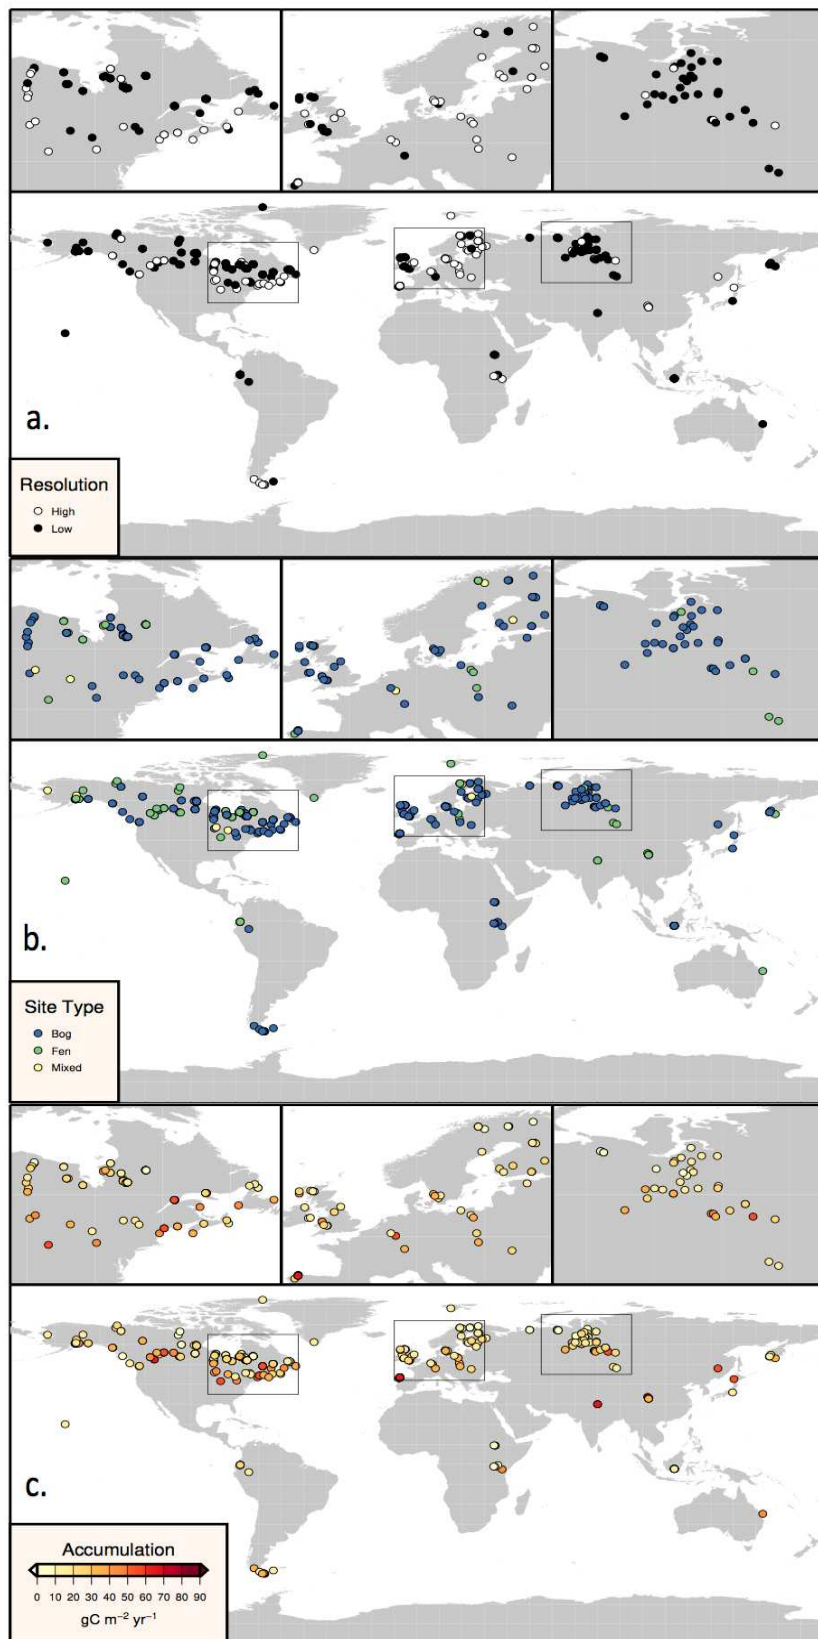 a.
Resolution
High
Low
b.
Site Type
Bog
Fen
Mixed
c.
Accumulation
0 10 20 30 40 50 60 70 80 90
gC m⁻² yr⁻¹